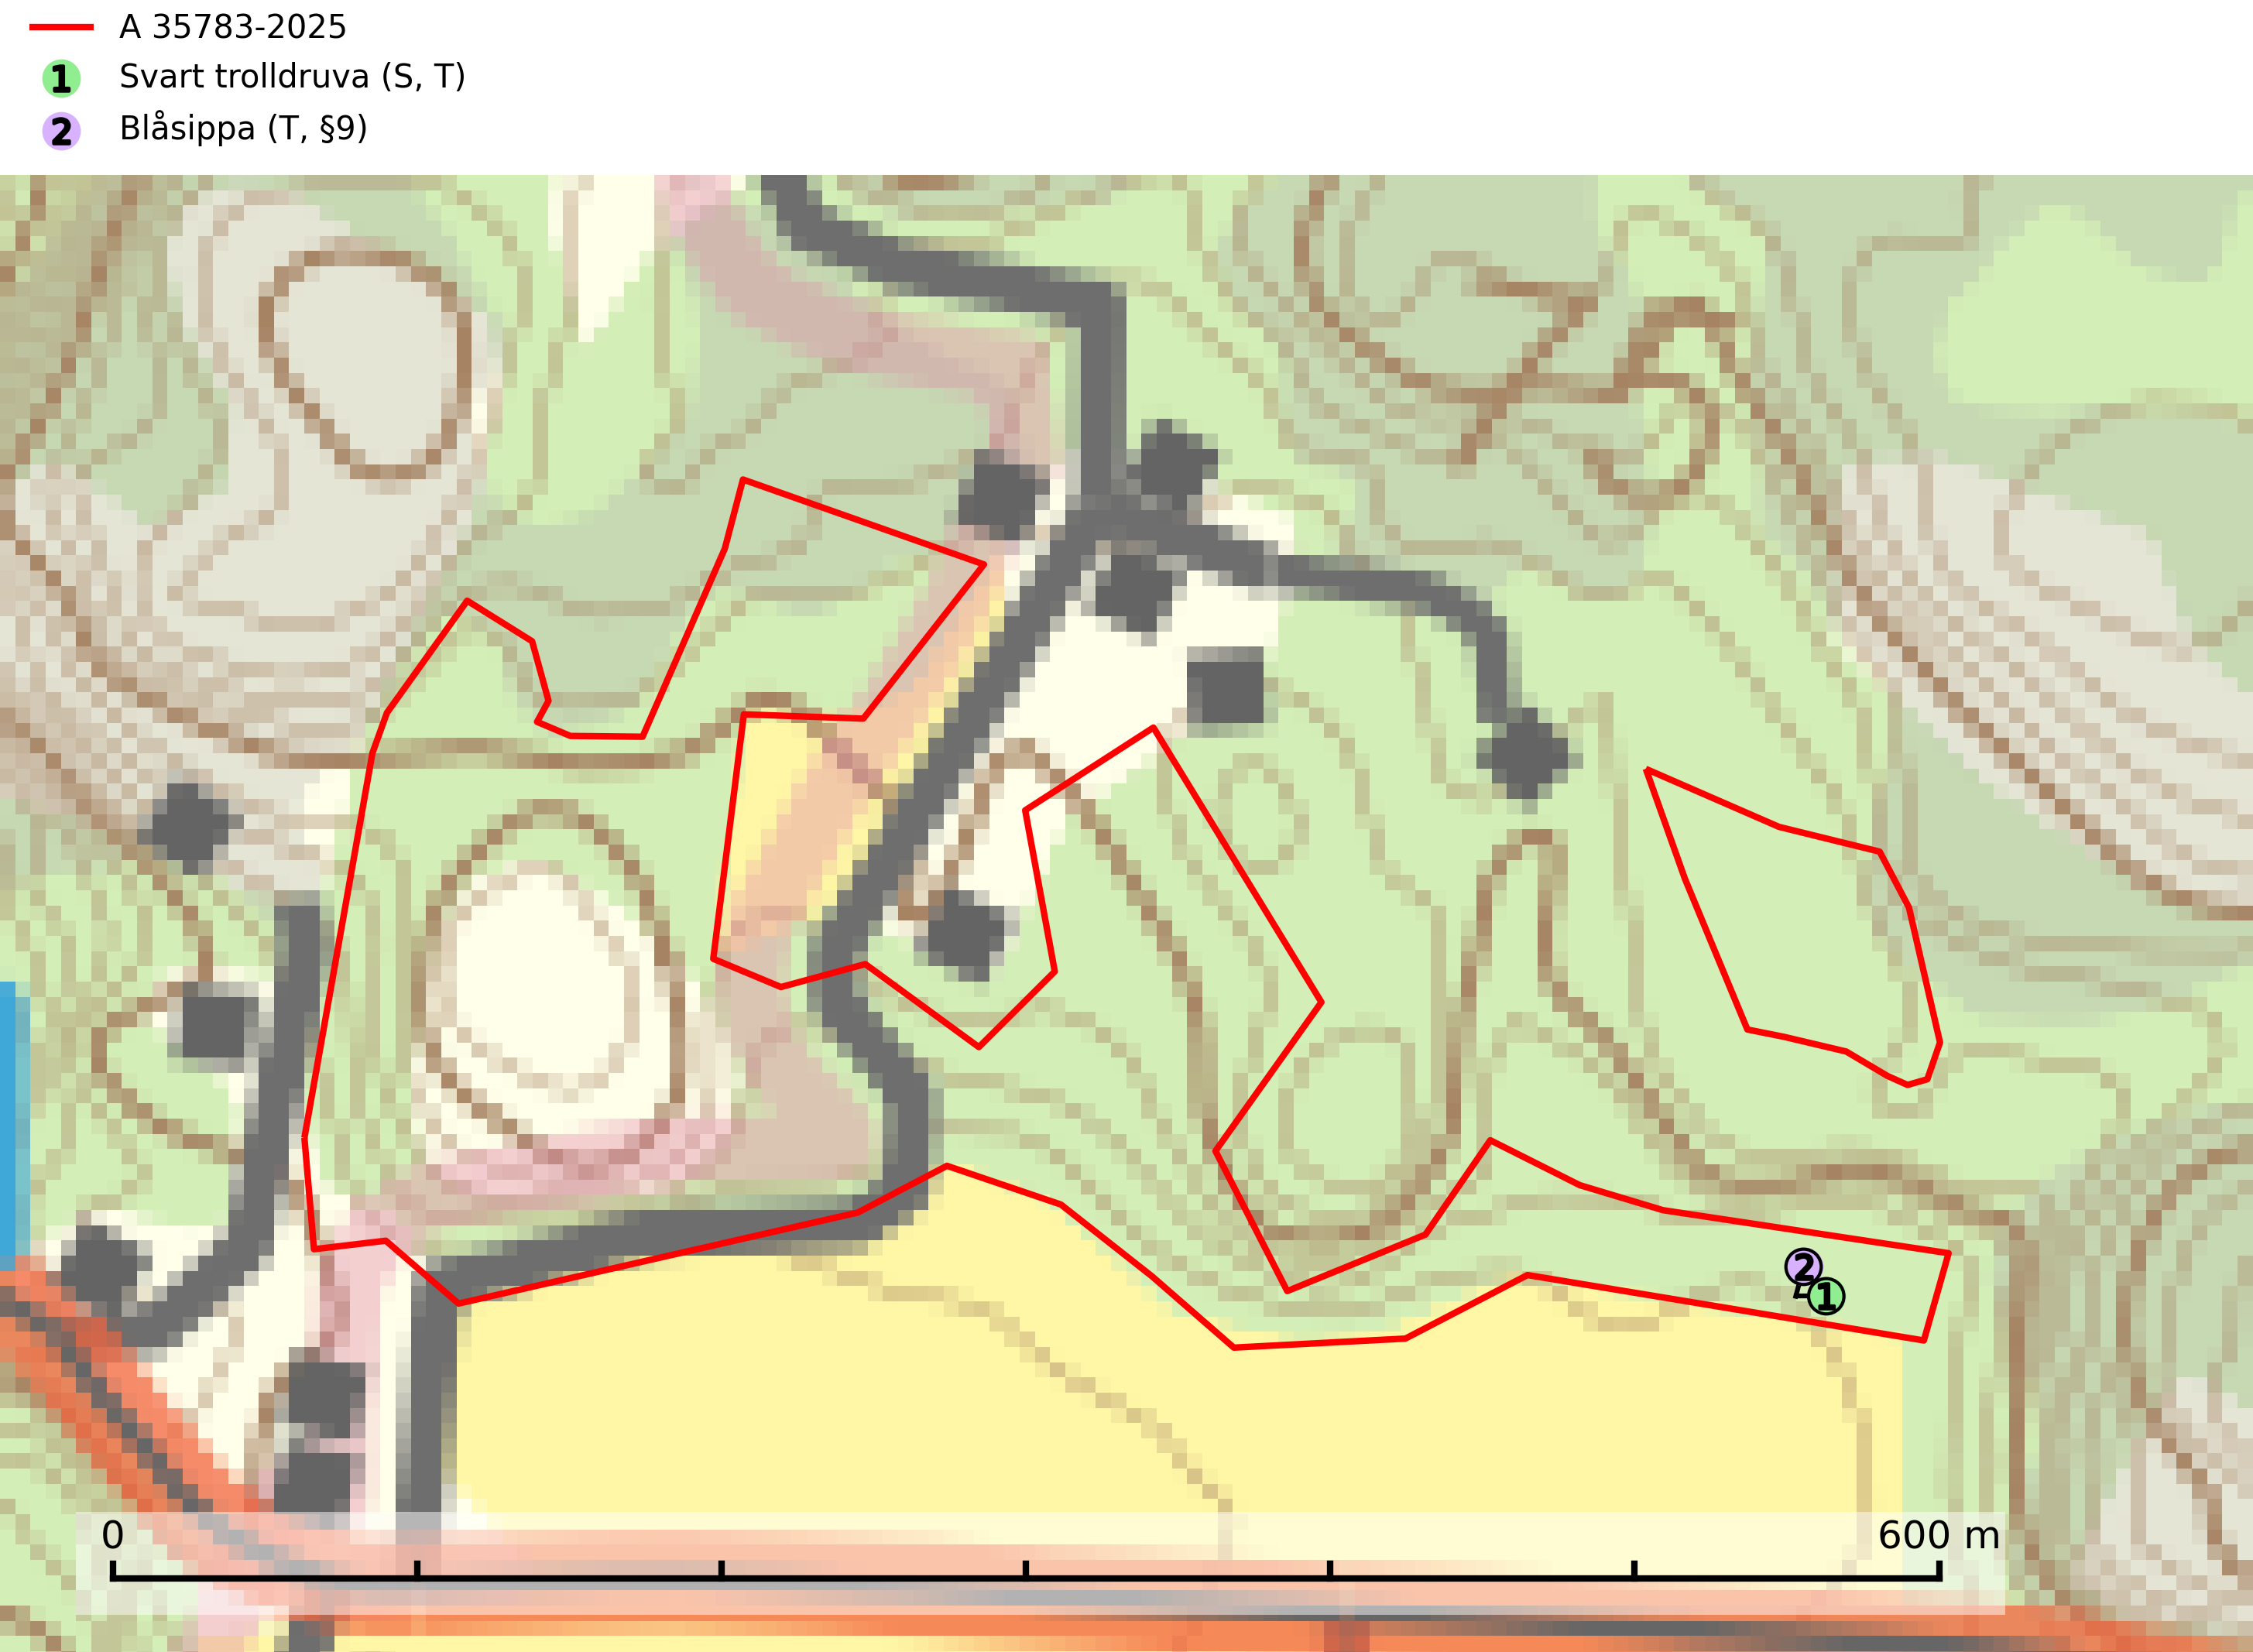 A 35783-2025
1 Svart trolldruva (S, T)
2 Blåsippa (T, §9)
2
1
0 600 m